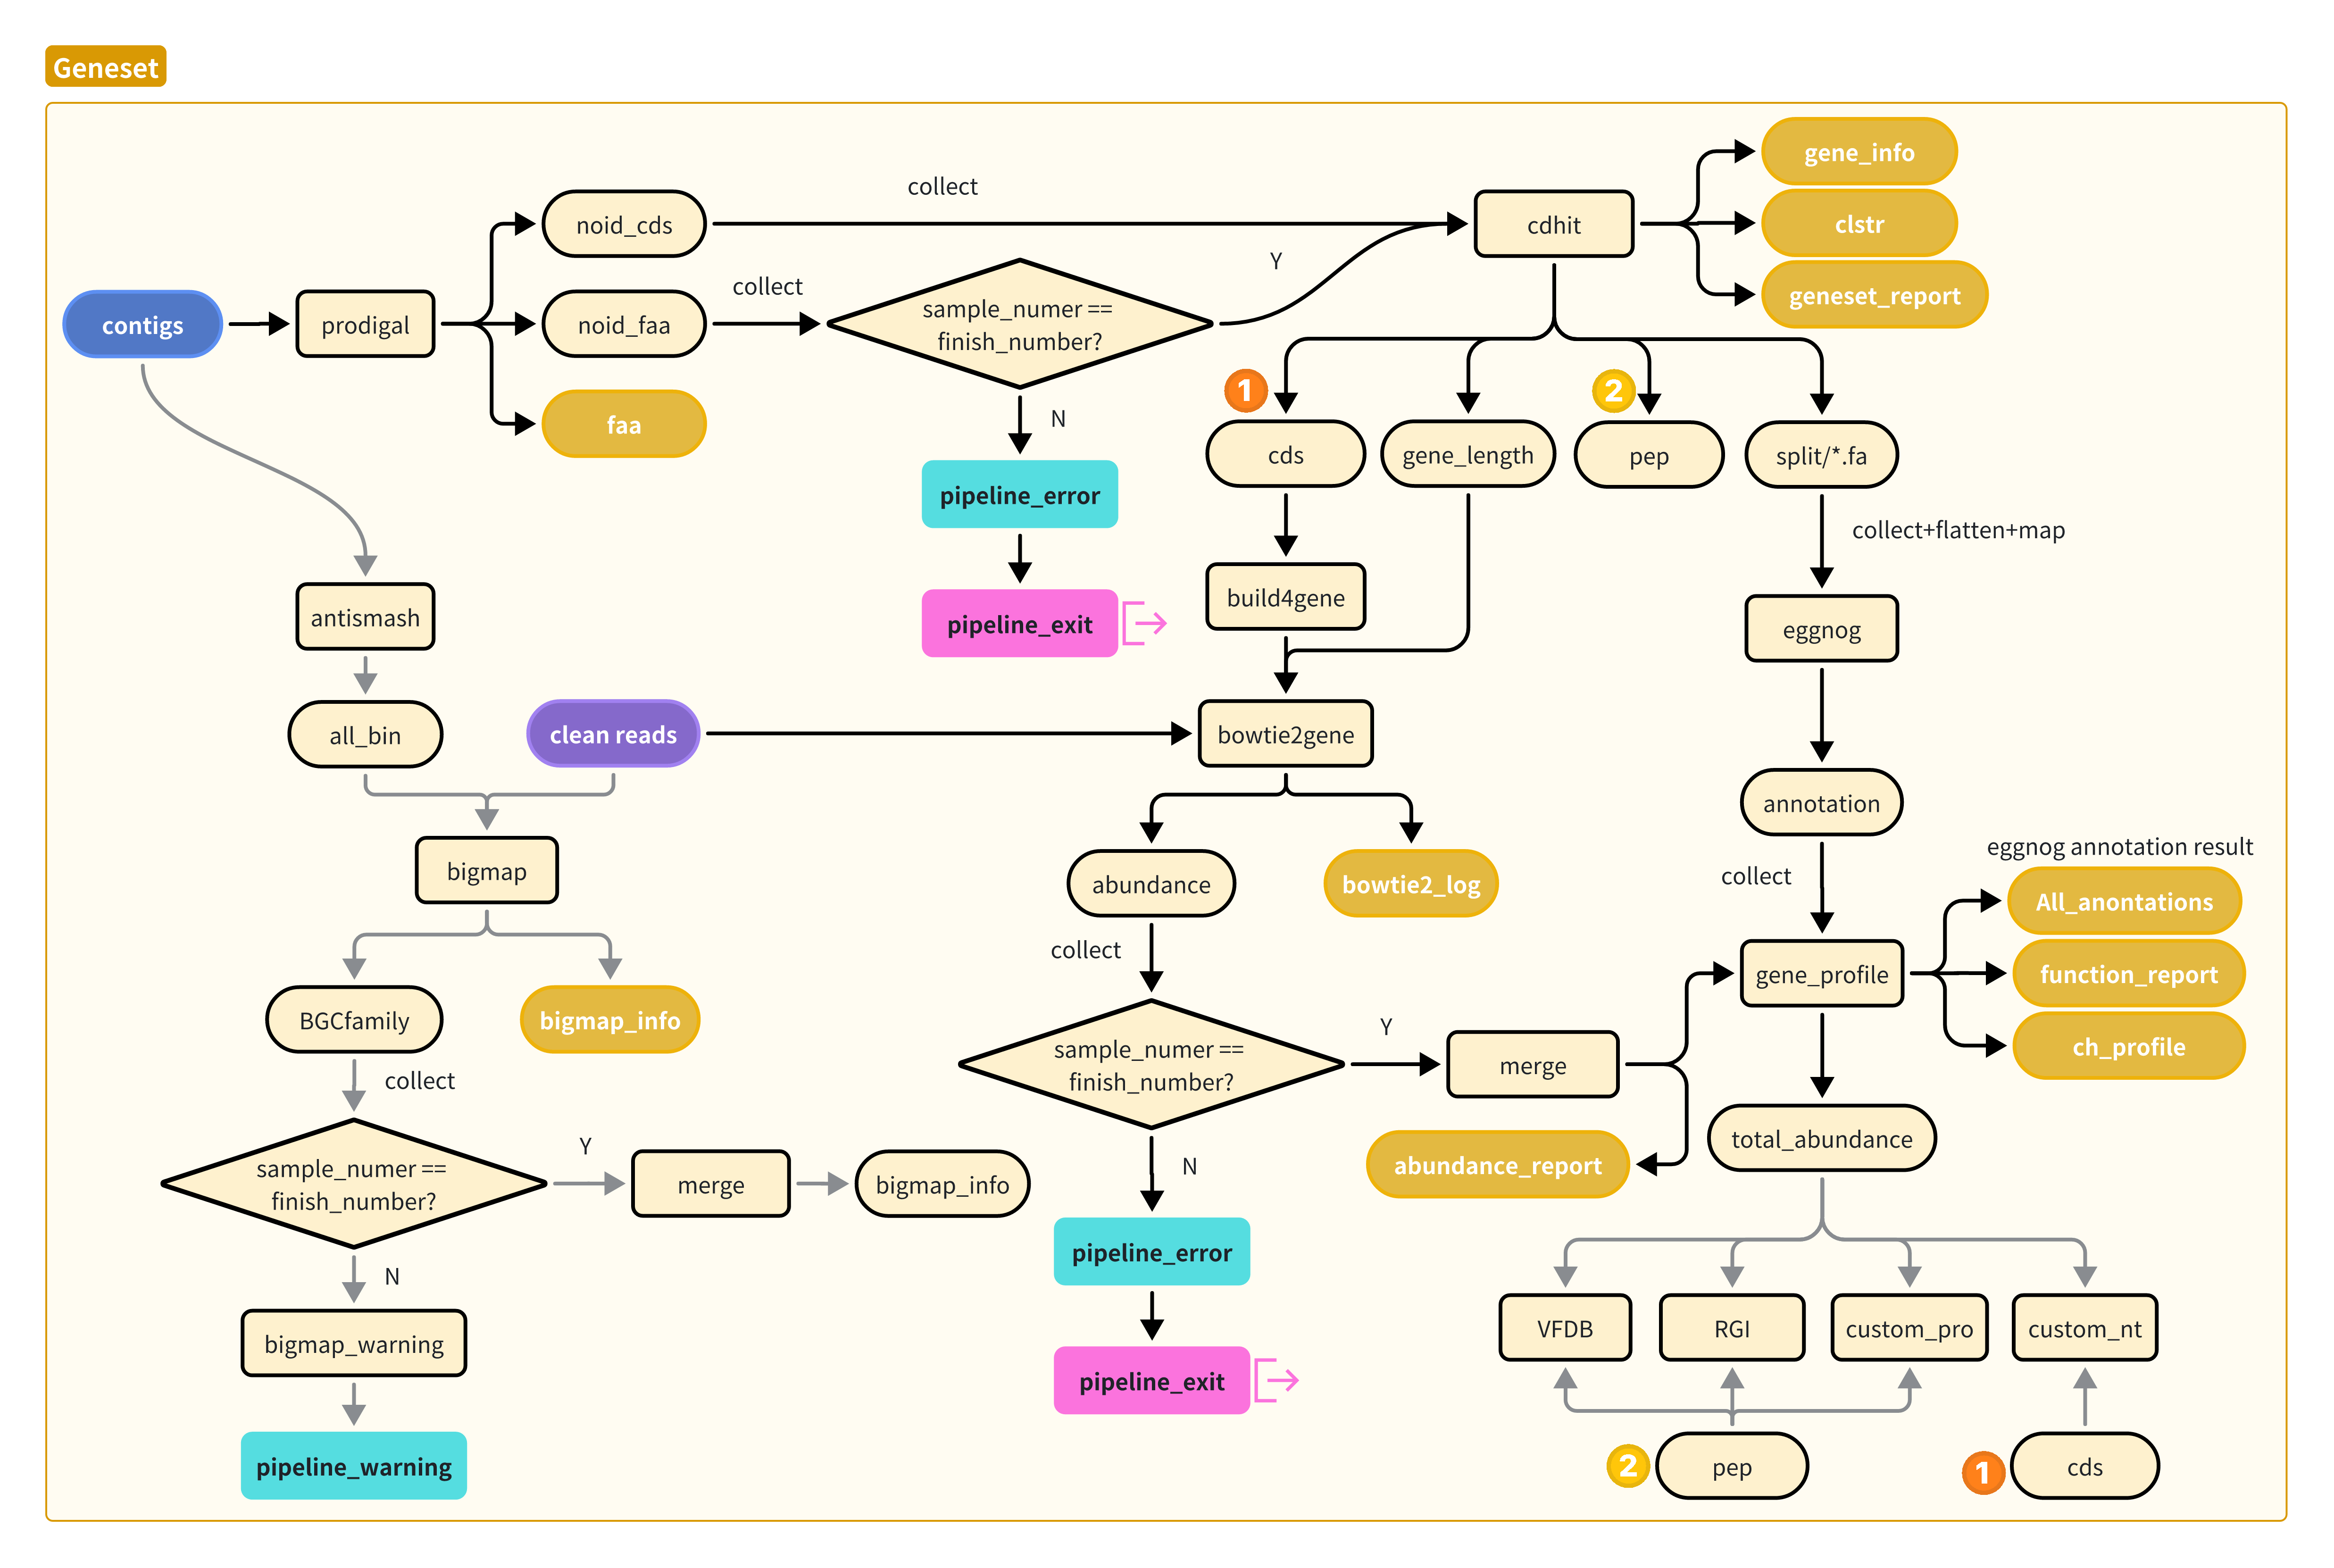 Geneset
gene_info
collect
noid_cds
cdhit
clstr
Y
collect
geneset_report
contigs
prodigal
noid_faa
sample_numer ==
finish_number?
1
2
faa
N
cds
gene_length
pep
split/*.fa
pipeline_error
collect+flatten+map
build4gene
antismash
pipeline_exit
eggnog
all_bin
clean reads
bowtie2gene
annotation
eggnog annotation result
bigmap
abundance
bowtie2_log
collect
All_anontations
collect
gene_profile
function_report
BGCfamily
bigmap_info
Y
ch_profile
sample_numer ==
finish_number?
merge
collect
total_abundance
Y
N
abundance_report
sample_numer ==
finish_number?
merge
bigmap_info
pipeline_error
N
VFDB
RGI
custom_pro
custom_nt
bigmap_warning
pipeline_exit
pipeline_warning
2
pep
1
cds